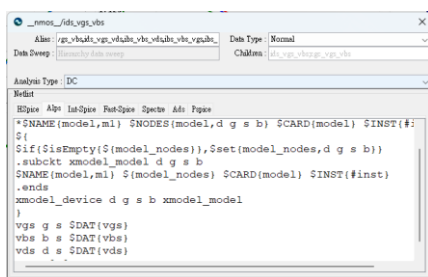 _nmos_/ids_vgs_vbs
Alias : /gs_vbs,ids_vgs_vds,ibs_vbs_vds,ibs_vbs_vgs,ibs_
Data Type : Normal
Data Sweep : Hierarchy data sweep
Children : ids_vgs_vbs;gs_vgs_vbs
Analysis Type : DC
Netlist
HSpice Alps Int-Spice Fast-Spice Spectre Ads Pspice
*$NAME{model,m1} $NODES{model,d g s b} $CARD{model} $INST{#i
${
$if{$isEmpty{${model_nodes}},$set{model_nodes,d g s b}}
.subckt xmodel_model d g s b
$NAME{model,m1} ${model_nodes} $CARD{model} $INST{#inst}
.ends
xmodel_device d g s b xmodel_model
}
vgs g s $DAT{vgs}
vbs b s $DAT{vbs}
vds d s $DAT{vds}